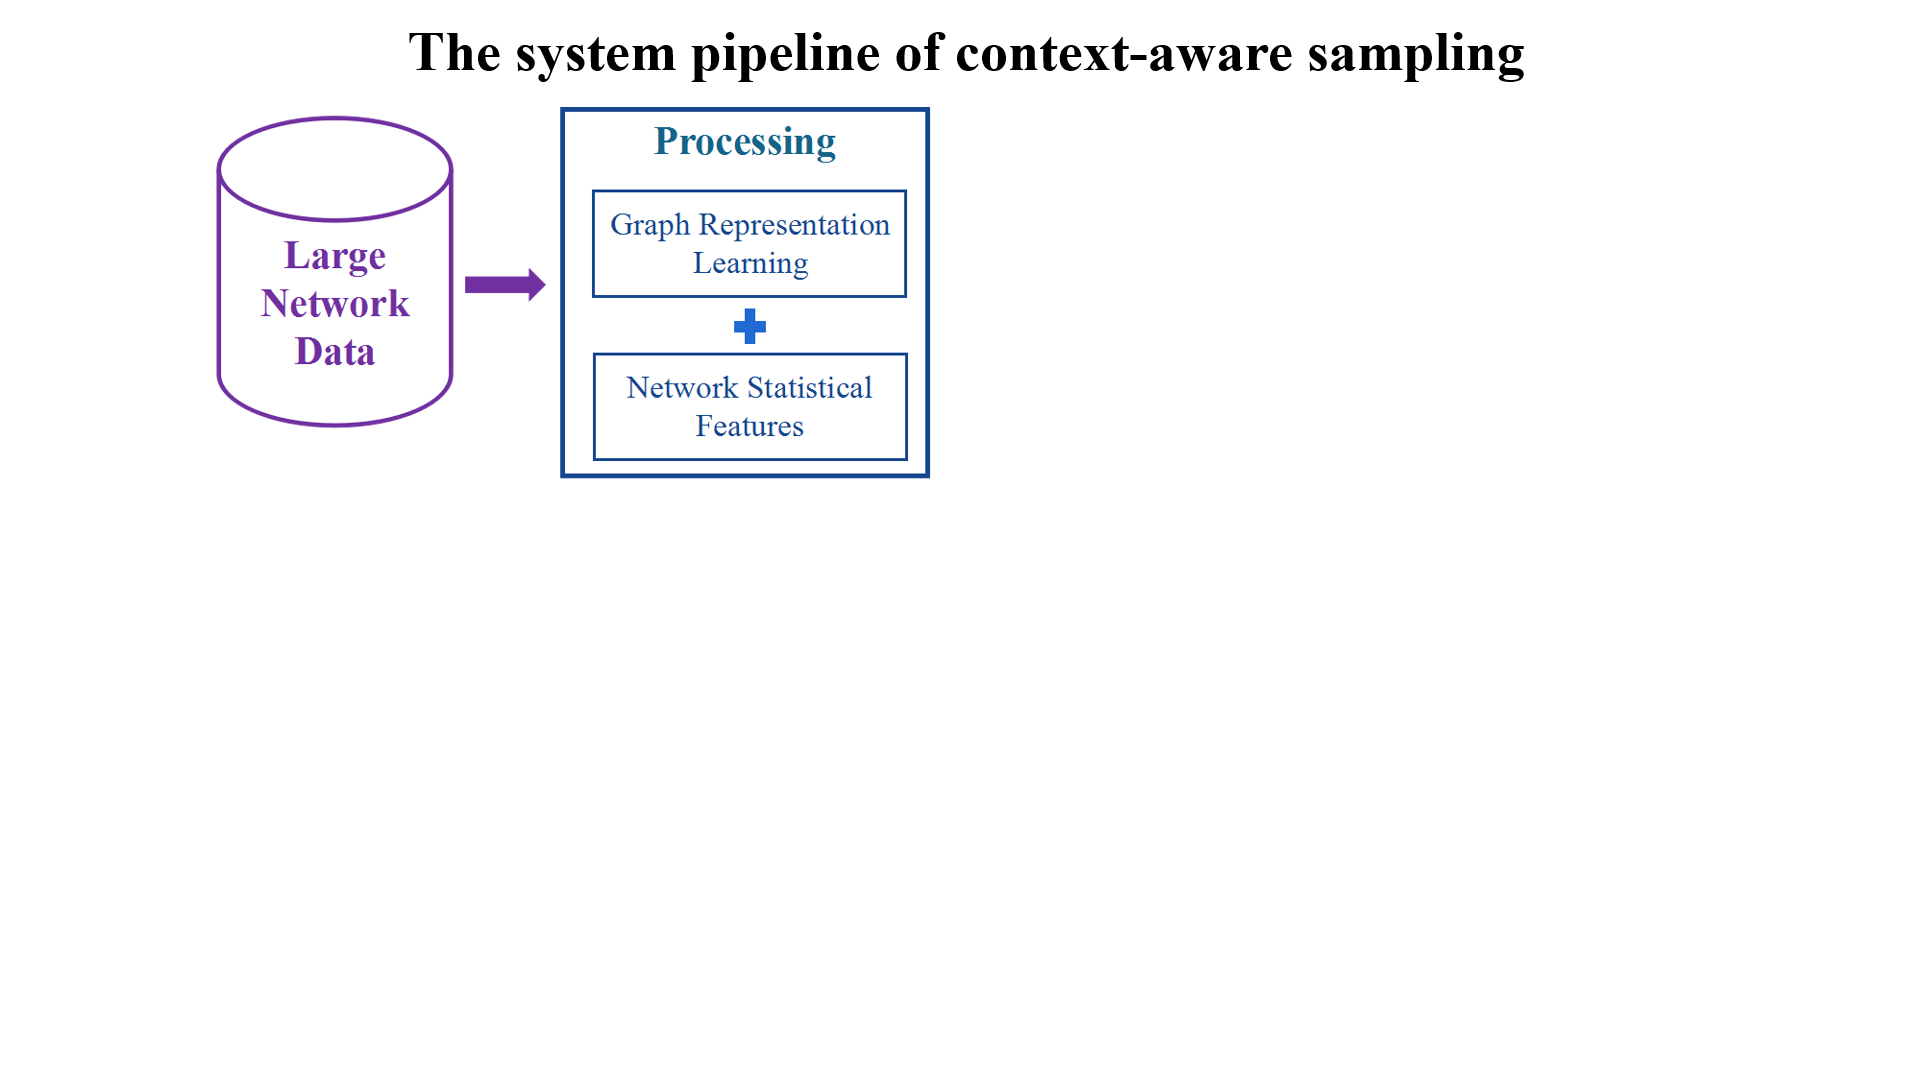 The system pipeline of context-aware sampling
Large
Network
Data
Processing
Graph Representation
Learning
Network Statistical
Features